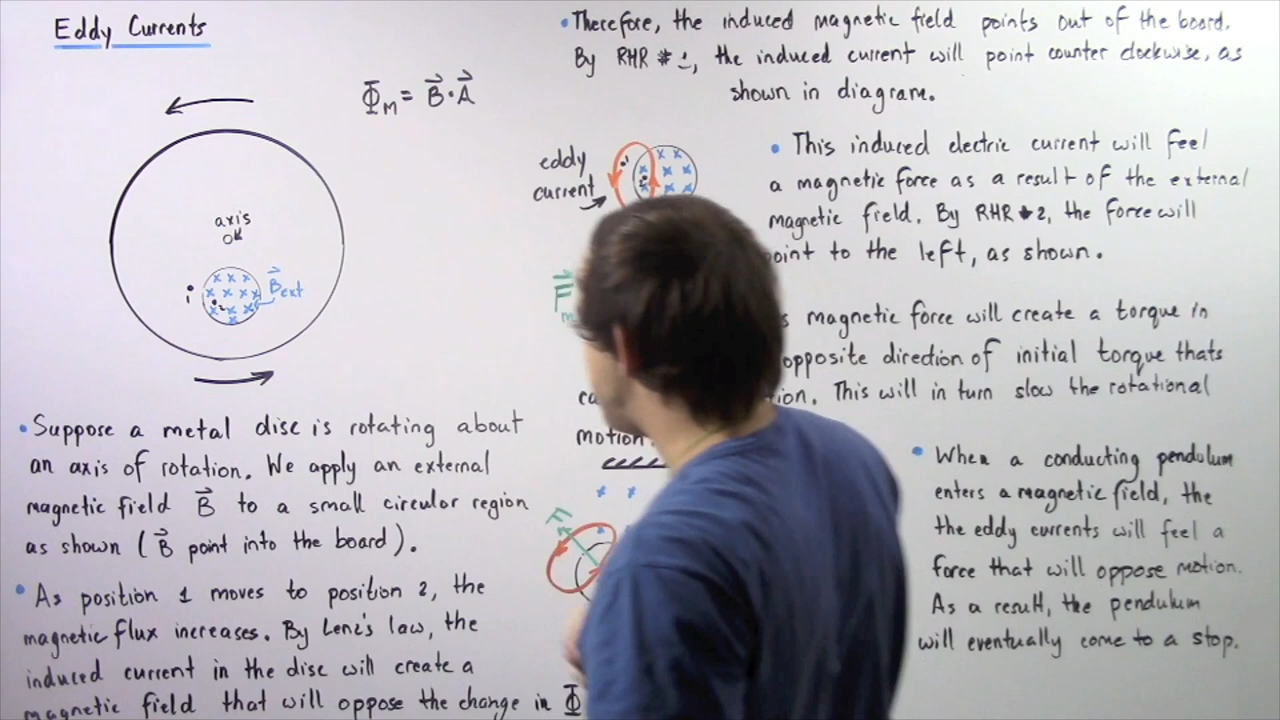 Eddy Currents
Φ_M = B⃗·A⃗
axis
1
2
B⃗ext
• Suppose a metal disc is rotating about
an axis of rotation. We apply an external
magnetic field B⃗ to a small circular region
as shown (B⃗ point into the board).
• As position 1 moves to position 2, the
magnetic flux increases. By Lenz's law, the
induced current in the disc will create a
magnetic field that will oppose the change in Φ
• Therefore, the induced magnetic field points out of the board.
By RHR #1, the induced current will point counter clockwise, as
shown in diagram.
eddy
current
• This induced electric current will feel
a magnetic force as a result of the external
magnetic field. By RHR #2, the force will
point to the left, as shown.
F⃗
magnetic force will create a torque in
opposite direction of initial torque thats
This will in turn slow the rotational
motion
F
• When a conducting pendulum
enters a magnetic field, the
the eddy currents will feel a
force that will oppose motion.
As a result, the pendulum
will eventually come to a stop.